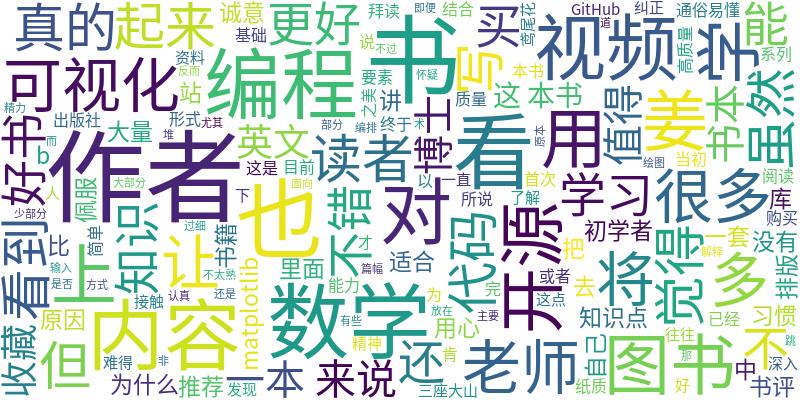 真的 起来 更好 诚意 拜读 即便 结合 GitHub 纠正 通俗易懂
说 不过 道 鸢尾花
基础 资料 反而 怀疑 买 视频 学 能 高质量 系列
可视化 编程 书 写 本书
站 要素 之美 讲 质量 这 本书
精力 尤其 出版社 形式 终于 编排 术 部分 原本
好书 大量 英文 读者 博士 用 值得 姜 书本 虽然
b 作者 看 绘图 当初
佩服 这是 目前 以 一直 所说 首次 阅读
人 大部分 下 里面 适合 了解 学习 很多 库 购买
少部分 知识 书籍 不错 对 初学者 面向 解释
看到 比 简单 也 代码 开源 把 一套 没有 排版
上 让 过细 才 或者 去
matplotlib 能力 为 完 将 觉得 多 已经 习惯
原因 接触 里面 篇幅 放在 这点 知识点 往往
收藏 输入 是否 方式 内容 不太熟 数学 用心 有些 主要 自己 不
但 认真 还是 精神 肯 还 老师 图书 中 那 跳
为什么 推荐 难得 发现 非 一本 来说 三座大山 纸质 好 书评 深入